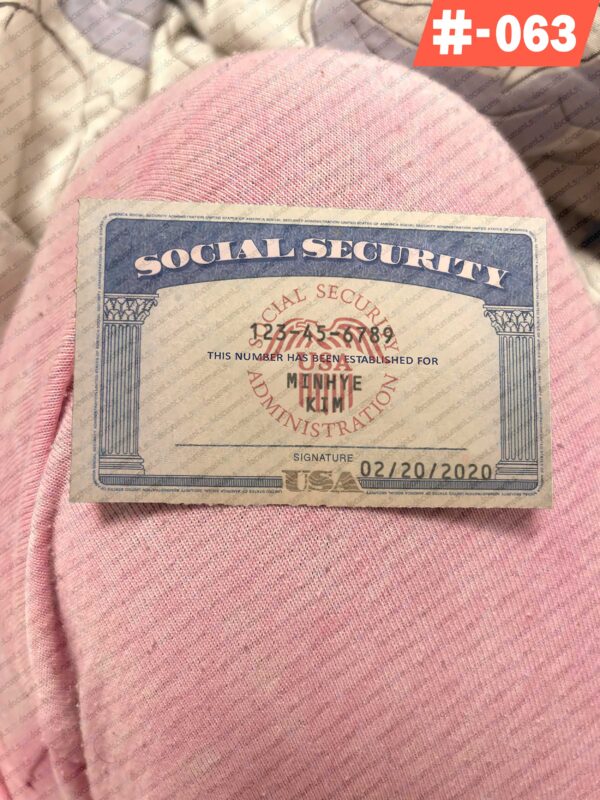 #-063
SOCIAL SECURITY
SOCIAL SECURITY
123-45-6789
THIS NUMBER HAS BEEN ESTABLISHED FOR
USA
MINHYE
KIM
ADMINISTRATION
SIGNATURE
02/20/2020
USA